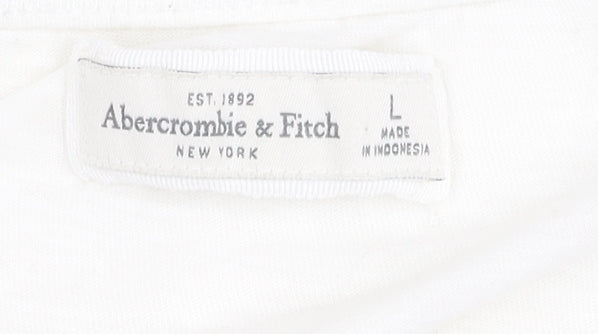 EST. 1892
Abercrombie & Fitch
NEW YORK
L
MADE
IN INDONESIA